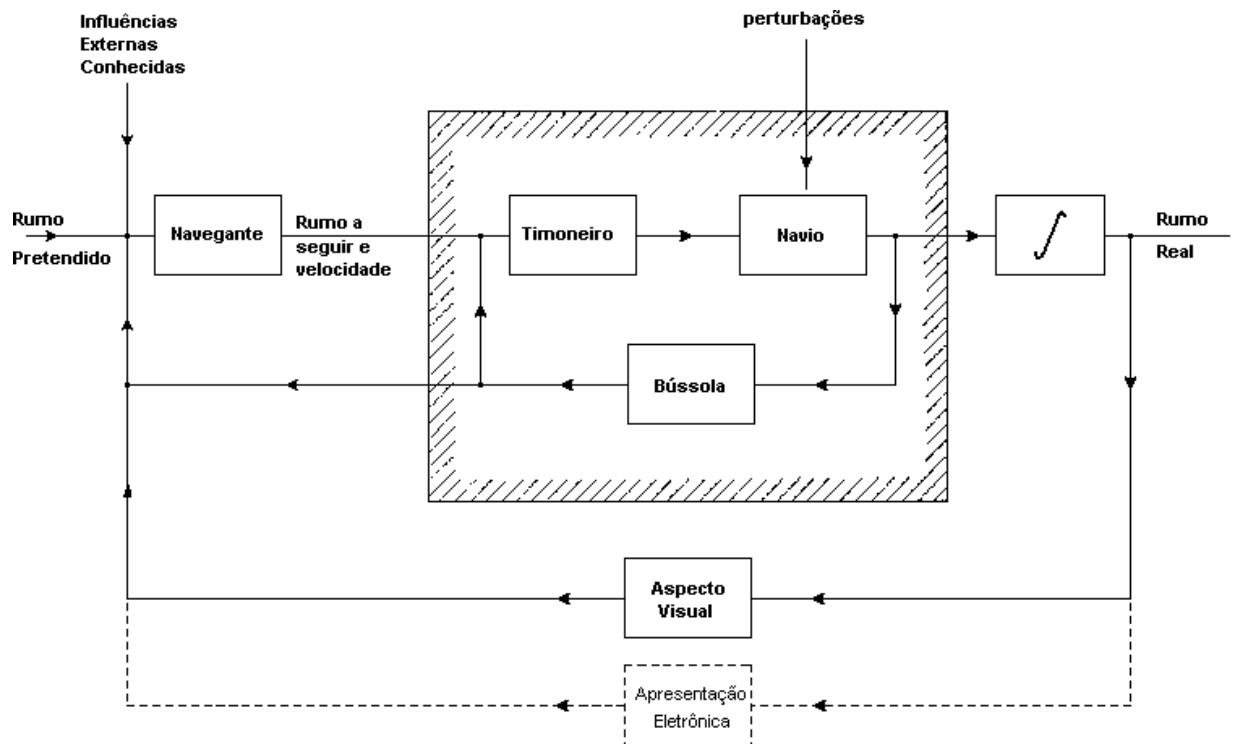 Influências
Externas
Conhecidas
perturbações
Rumo
Pretendido
Navegante
Rumo a
seguir e
velocidade
Timoneiro
Navio
∫
Rumo
Real
Bússola
Aspecto
Visual
Apresentação
Eletrônica